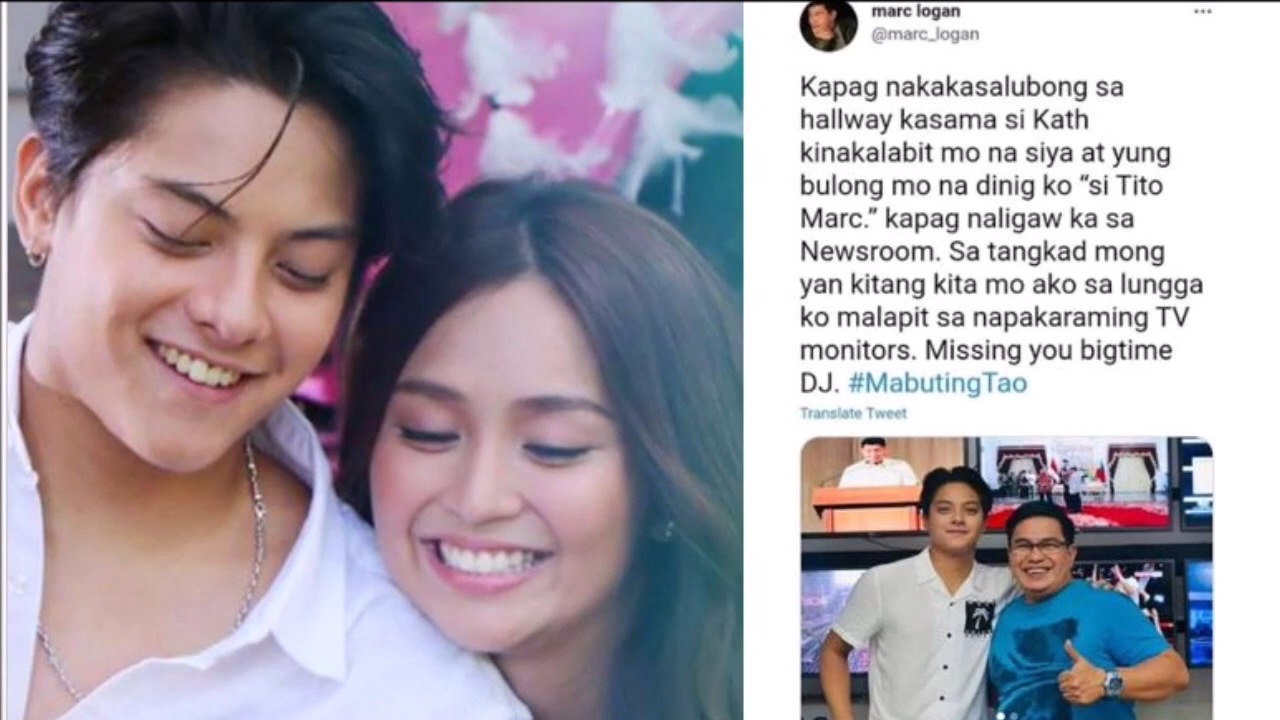 marc logan
@marc_logan
Kapag nakakasalubong sa
hallway kasama si Kath
kinakalabit mo na siya at yung
bulong mo na dinig ko “si Tito
Marc.” kapag naligaw ka sa
Newsroom. Sa tangkad mong
yan kitang kita mo ako sa lungga
ko malapit sa napakaraming TV
monitors. Missing you bigtime
DJ. #MabutingTao
Translate Tweet